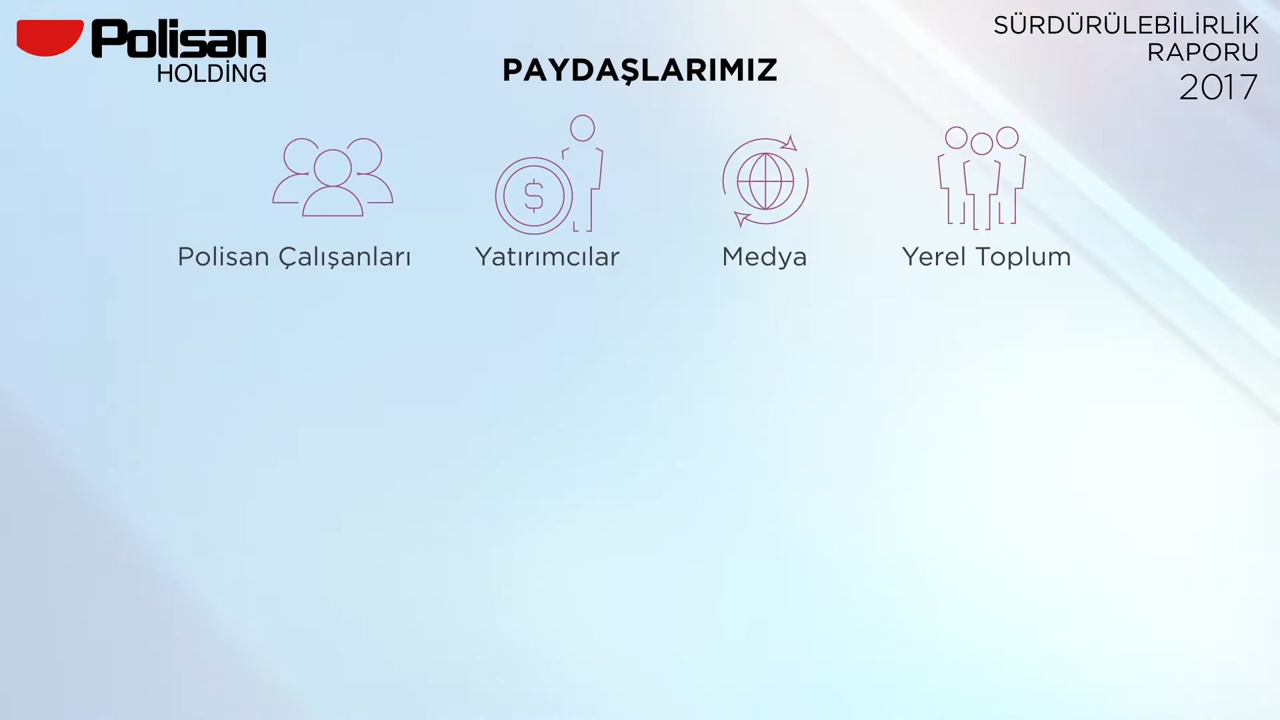 Polisan
HOLDİNG
SÜRDÜRÜLEBİLİRLİK
RAPORU
2017
PAYDAŞLARIMIZ
$
Polisan Çalışanları
Yatırımcılar
Medya
Yerel Toplum